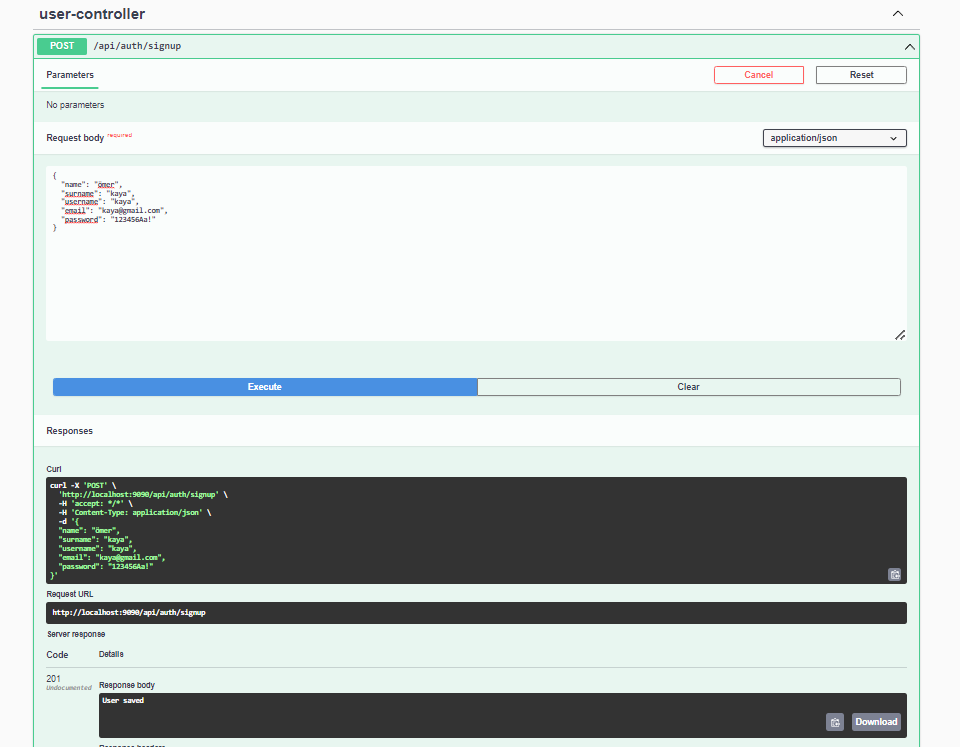 user-controller
POST /api/auth/signup
Parameters
Cancel
Reset
No parameters
Request body required
application/json
{
  "name": "ömer",
  "surname": "kaya",
  "username": "kaya",
  "email": "kaya@gmail.com",
  "password": "123456Aa!"
}
Execute
Clear
Responses
Curl
curl -X 'POST' \
  'http://localhost:9090/api/auth/signup' \
  -H 'accept: */*' \
  -H 'Content-Type: application/json' \
  -d '{
  "name": "ömer",
  "surname": "kaya",
  "username": "kaya",
  "email": "kaya@gmail.com",
  "password": "123456Aa!"
}'
Request URL
http://localhost:9090/api/auth/signup
Server response
Code Details
201
Undocumented
Response body
User saved
Download
Response headers